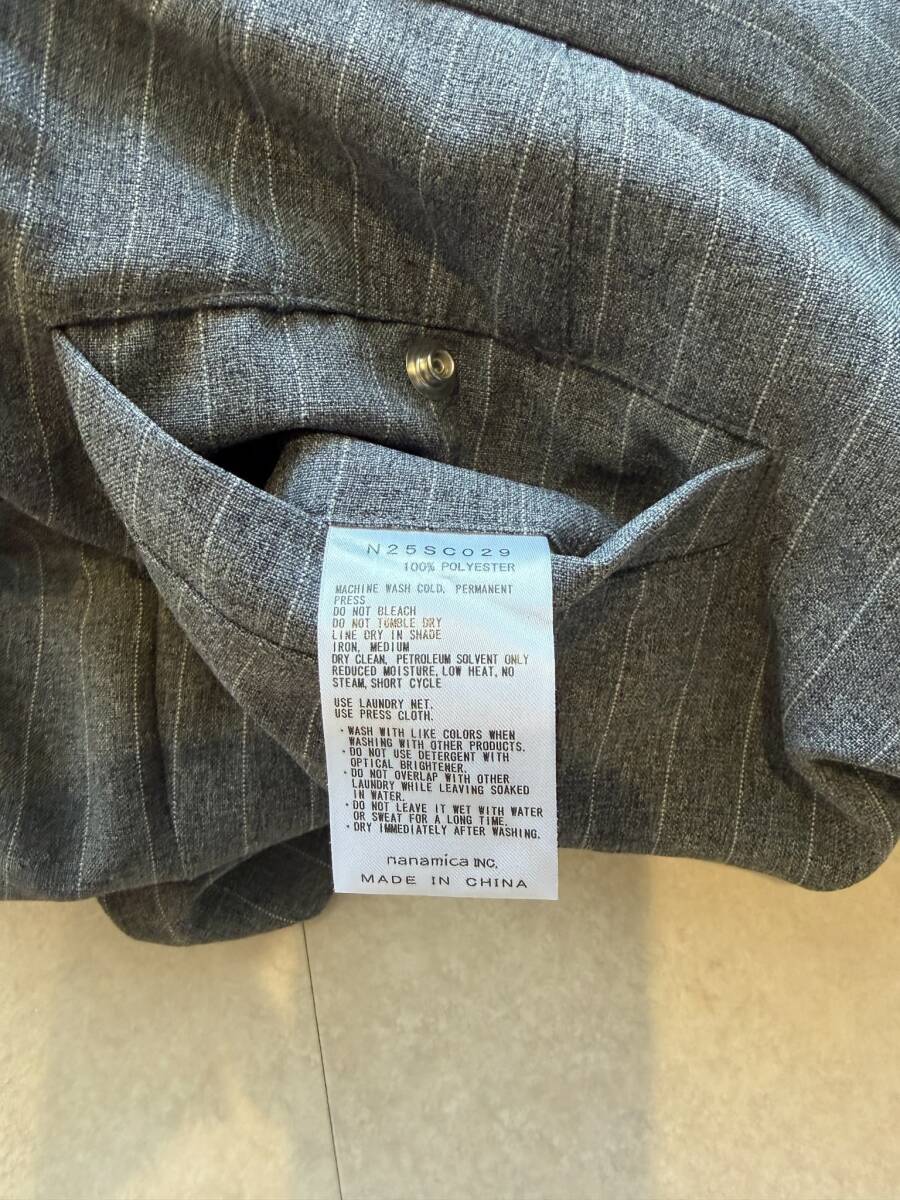 N25SC029
100% POLYESTER
MACHINE WASH COLD, PERMANENT
PRESS
DO NOT BLEACH
DO NOT TUMBLE DRY
LINE DRY IN SHADE
IRON, MEDIUM
DRY CLEAN, PETROLEUM SOLVENT ONLY
REDUCED MOISTURE, LOW HEAT, NO
STEAM, SHORT CYCLE
USE LAUNDRY NET.
USE PRESS CLOTH.
・WASH WITH LIKE COLORS WHEN
WASHING WITH OTHER PRODUCTS.
・DO NOT USE DETERGENT WITH
OPTICAL BRIGHTENER.
・DO NOT OVERLAP WITH OTHER
LAUNDRY WHILE LEAVING SOAKED
IN WATER.
・DO NOT LEAVE IT WET WITH WATER
OR SWEAT FOR A LONG TIME.
・DRY IMMEDIATELY AFTER WASHING.
nanamica INC.
MADE IN CHINA